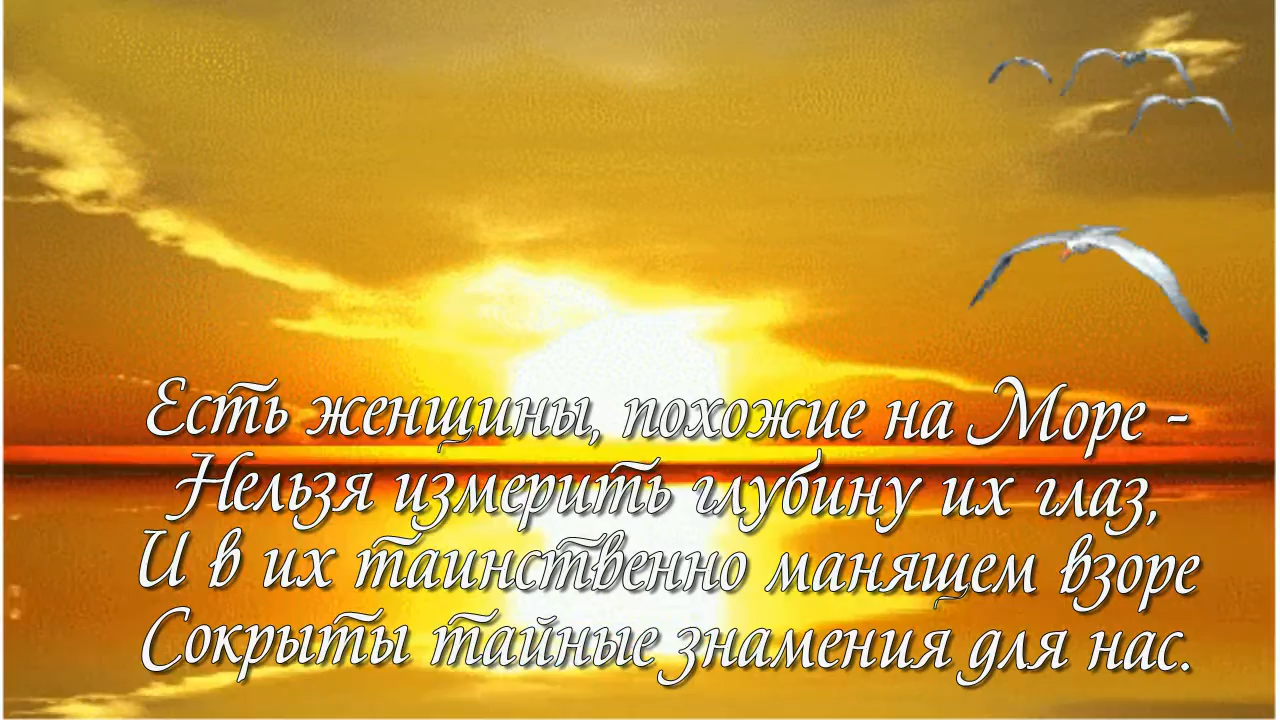 Есть женщины, похожие на Море -
Нельзя измерить глубину их глаз,
И в их таинственно манящем взоре
Сокрыты тайные знамения для нас.